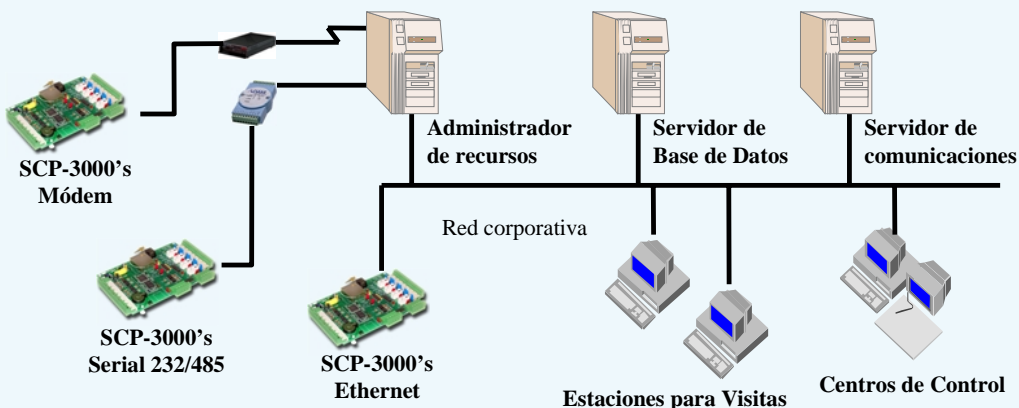 Administrador
de recursos
Servidor de
Base de Datos
Servidor de
comunicaciones
SCP-3000's
Módem
Red corporativa
SCP-3000's
Serial 232/485
SCP-3000's
Ethernet
Estaciones para Visitas
Centros de Control